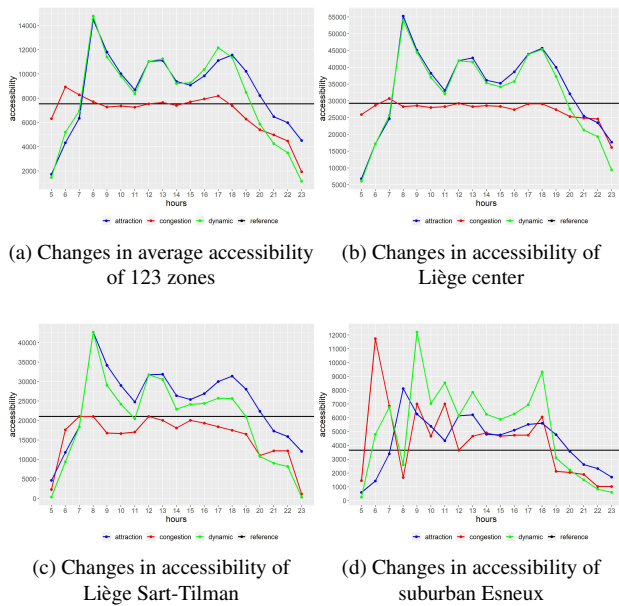 14000
12000
10000
8000
6000
4000
2000
accessibility
5 6 7 8 9 10 11 12 13 14 15 16 17 18 19 20 21 22 23
hours
attraction congestion dynamic reference
(a) Changes in average accessibility
of 123 zones
55000
50000
45000
40000
35000
30000
25000
20000
15000
10000
5000
accessibility
5 6 7 8 9 10 11 12 13 14 15 16 17 18 19 20 21 22 23
hours
attraction congestion dynamic reference
(b) Changes in accessibility of
Liège center
40000
35000
30000
25000
20000
15000
10000
5000
0
accessibility
5 6 7 8 9 10 11 12 13 14 15 16 17 18 19 20 21 22 23
hours
attraction congestion dynamic reference
(c) Changes in accessibility of
Liège Sart-Tilman
12000
11000
10000
9000
8000
7000
6000
5000
4000
3000
2000
1000
0
accessibility
5 6 7 8 9 10 11 12 13 14 15 16 17 18 19 20 21 22 23
hours
attraction congestion dynamic reference
(d) Changes in accessibility of
suburban Esneux